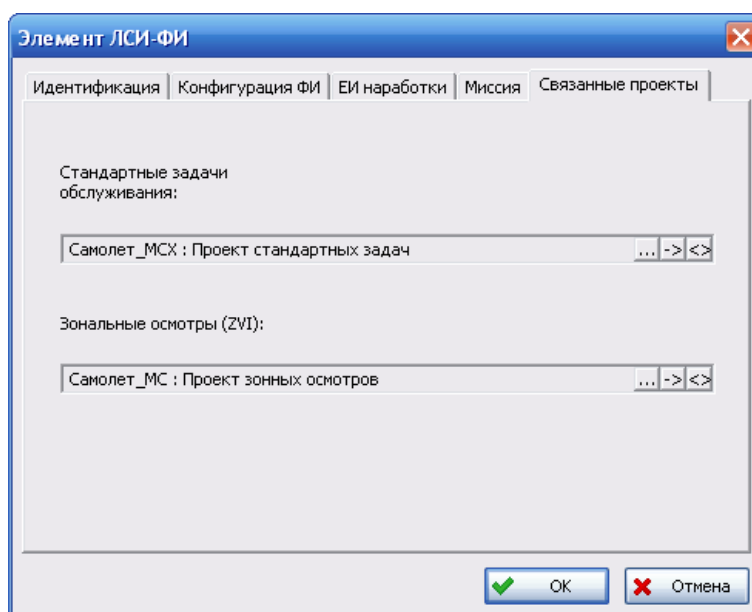 Элемент ЛСИ-ФИ
Идентификация Конфигурация ФИ ЕИ наработки Миссия Связанные проекты
Стандартные задачи
обслуживания:
Самолет_МСХ : Проект стандартных задач ... -> <>
Зональные осмотры (ZVI):
Самолет_МС : Проект зонных осмотров ... -> <>
OK Отмена